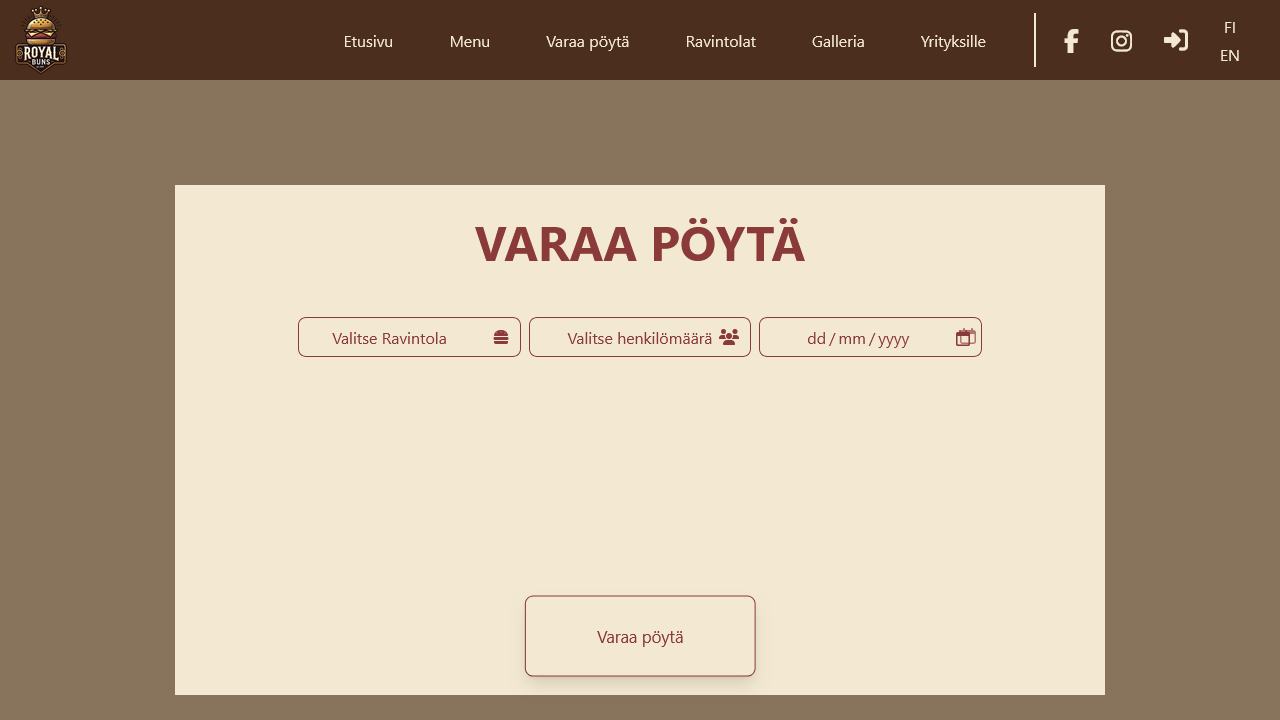 ROYAL
BUNS
Etusivu
Menu
Varaa pöytä
Ravintolat
Galleria
Yrityksille
FI
EN
VARAA PÖYTÄ
Valitse Ravintola
Valitse henkilömäärä
dd/mm/yyyy
Varaa pöytä